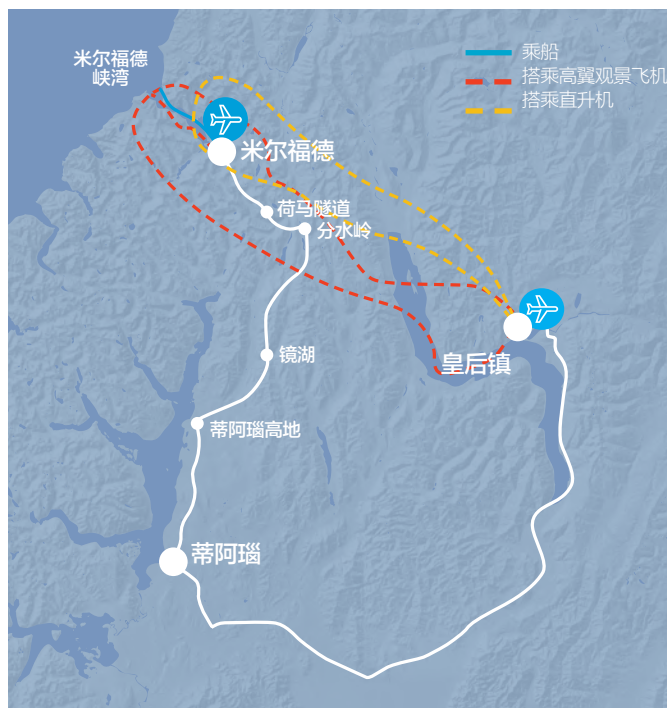 米尔福德
峡湾
乘船
搭乘高翼观景飞机
搭乘直升机
米尔福德
荷马隧道
分水岭
皇后镇
镜湖
蒂阿瑙高地
蒂阿瑙